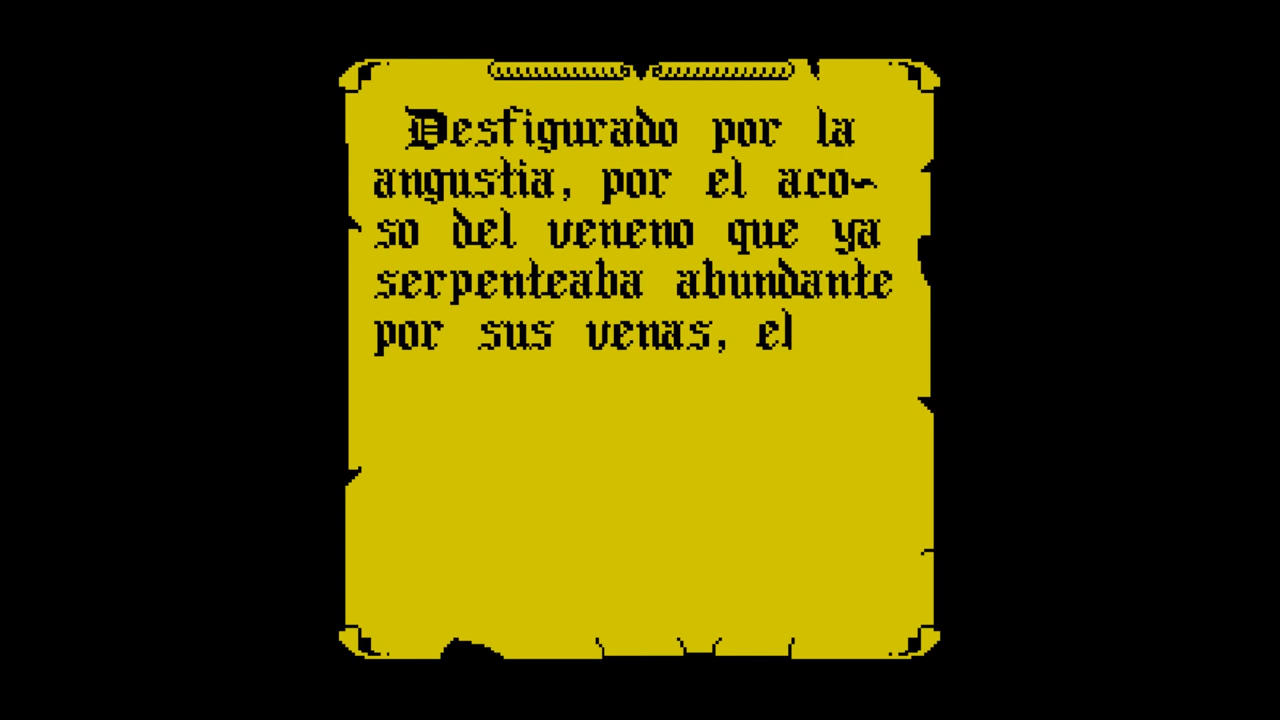 Desfigurado por la
angustia, por el aco-
so del veneno que ya
serpenteaba abundante
por sus venas, el